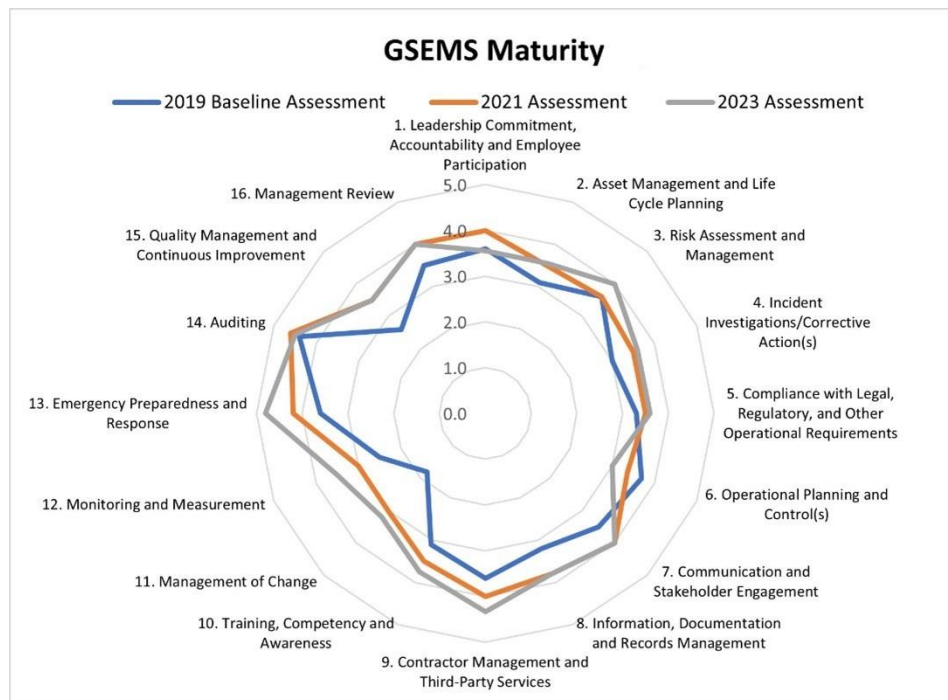 GSEMS Maturity
2019 Baseline Assessment 2021 Assessment 2023 Assessment
1. Leadership Commitment,
Accountability and Employee
Participation
2. Asset Management and Life
Cycle Planning
3. Risk Assessment and
Management
4. Incident
Investigations/Corrective
Action(s)
5. Compliance with Legal,
Regulatory, and Other
Operational Requirements
6. Operational Planning and
Control(s)
7. Communication and
Stakeholder Engagement
8. Information, Documentation
and Records Management
9. Contractor Management and
Third-Party Services
10. Training, Competency and
Awareness
11. Management of Change
12. Monitoring and Measurement
13. Emergency Preparedness and
Response
14. Auditing
15. Quality Management and
Continuous Improvement
16. Management Review
5.0
4.0
3.0
2.0
1.0
0.0